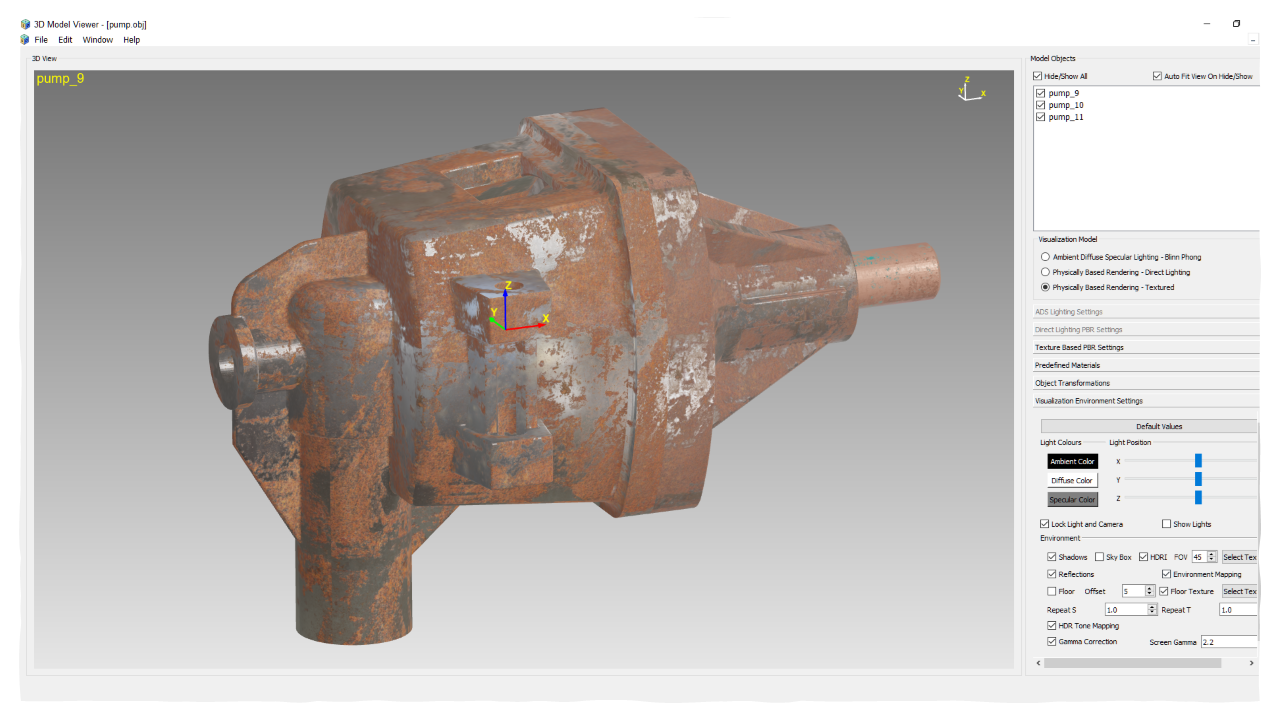 3D Model Viewer - [pump.obj]
File Edit Window Help
3D View
pump_9
Z
Y X
Z
Y X
Model Objects
Hide/Show All Auto Fit View On Hide/Show
pump_9
pump_10
pump_11
Visualization Model
Ambient Diffuse Specular Lighting - Blinn Phong
Physically Based Rendering - Direct Lighting
Physically Based Rendering - Textured
ADS Lighting Settings
Direct Lighting PBR Settings
Texture Based PBR Settings
Predefined Materials
Object Transformations
Visualization Environment Settings
Default Values
Light Colours Light Position
Ambient Color X
Diffuse Color Y
Specular Color Z
Lock Light and Camera Show Lights
Environment
Shadows Sky Box HDRI FOV 45 Select Tex
Reflections Environment Mapping
Floor Offset 5 Floor Texture Select Tex
Repeat S 1.0 Repeat T 1.0
HDR Tone Mapping
Gamma Correction Screen Gamma 2.2